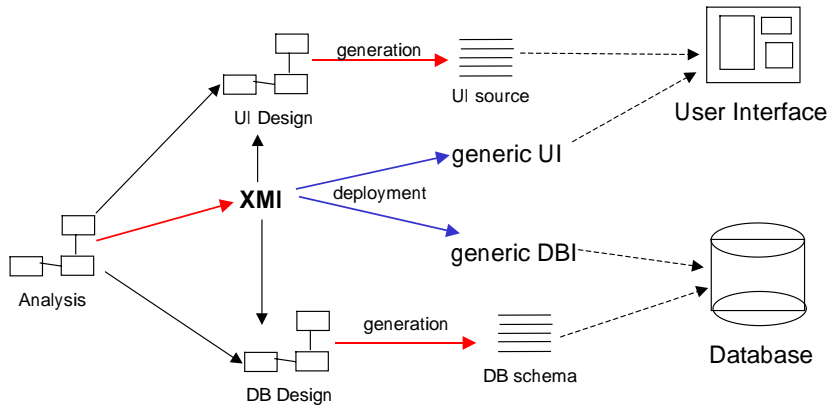 generation
UI source
User Interface
UI Design
generic UI
XMI
deployment
generic DBI
Analysis
generation
DB schema
Database
DB Design